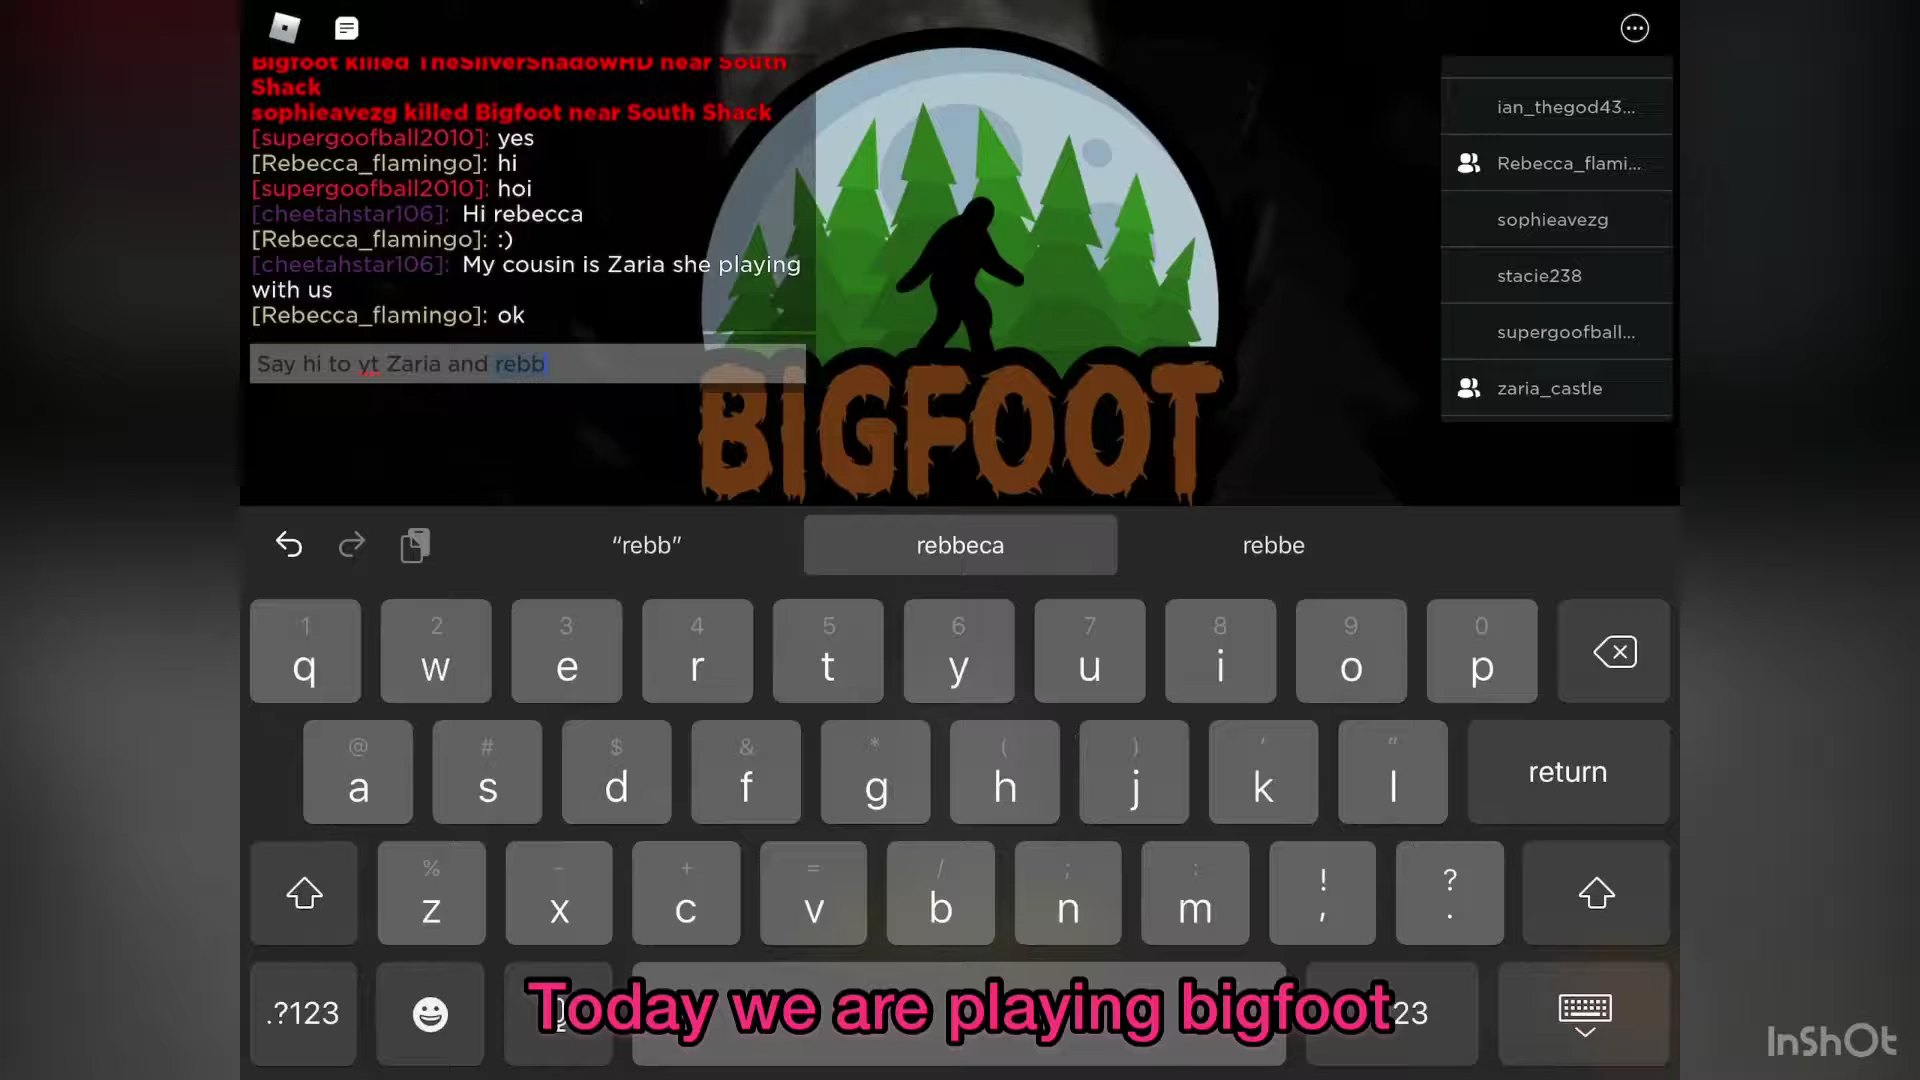 Bigfoot killed TheSilverShadowHD near South
Shack
sophieavezg killed Bigfoot near South Shack
[supergoofball2010]: yes
[Rebecca_flamingo]: hi
[supergoofball2010]: hoi
[cheetahstar106]: Hi rebecca
[Rebecca_flamingo]: :)
[cheetahstar106]: My cousin is Zaria she playing
with us
[Rebecca_flamingo]: ok
Say hi to yt Zaria and rebb
ian_thegod43...
Rebecca_flami...
sophieavezg
stacie238
supergoofball...
zaria_castle
BIGFOOT
“rebb” rebbeca rebbe
1 2 3 4 5 6 7 8 9 0
q w e r t y u i o p
@ # $ & * ( ) ' "
a s d f g h j k l return
% - + = / ; : ! ?
z x c v b n m , .
.?123 23
Today we are playing bigfoot
InShOt